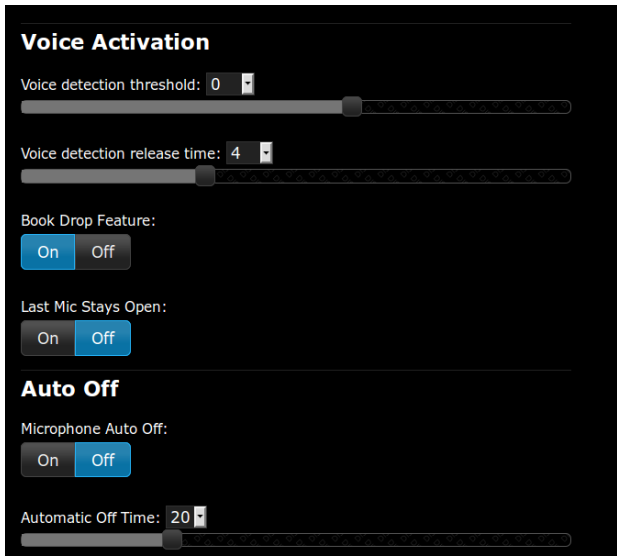 Voice Activation
Voice detection threshold: 0
Voice detection release time: 4
Book Drop Feature:
On Off
Last Mic Stays Open:
On Off
Auto Off
Microphone Auto Off:
On Off
Automatic Off Time: 20